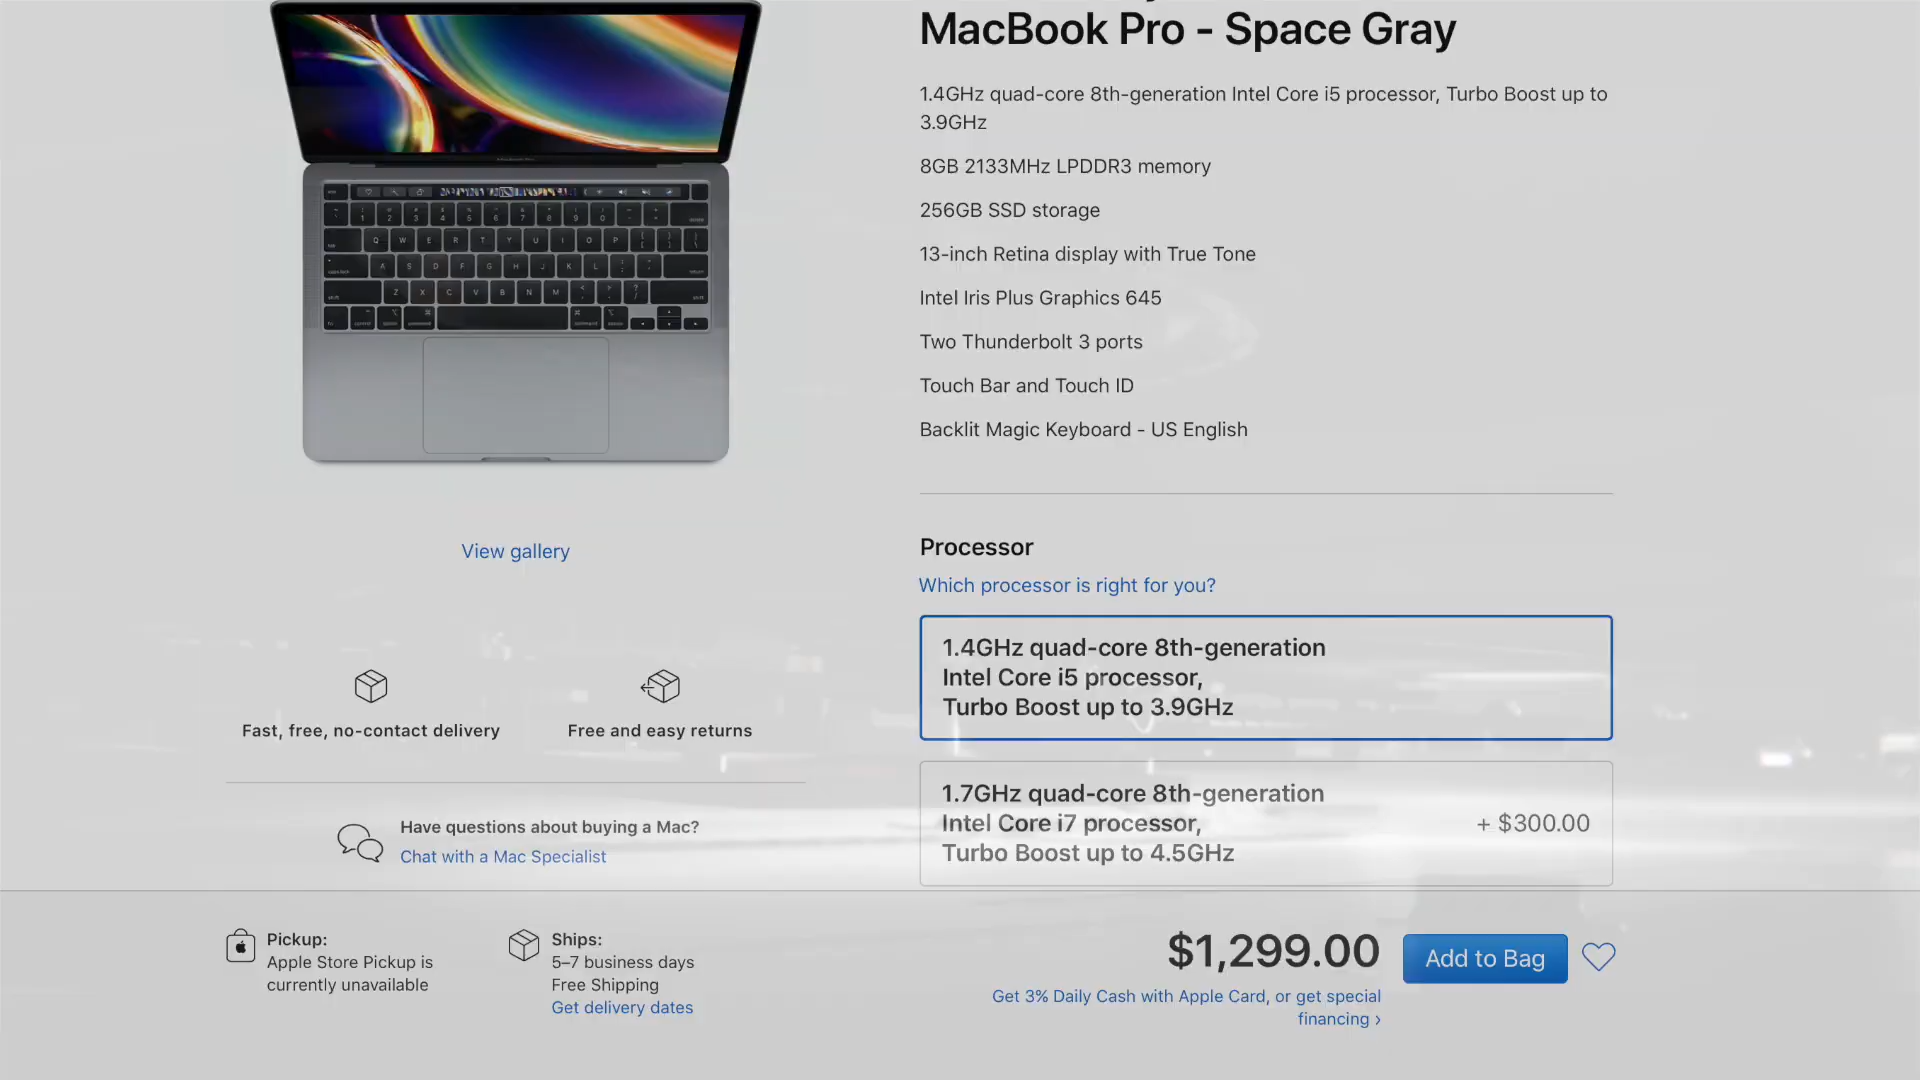 MacBook Pro - Space Gray
1.4GHz quad-core 8th-generation Intel Core i5 processor, Turbo Boost up to
3.9GHz
8GB 2133MHz LPDDR3 memory
256GB SSD storage
13-inch Retina display with True Tone
Intel Iris Plus Graphics 645
Two Thunderbolt 3 ports
Touch Bar and Touch ID
Backlit Magic Keyboard - US English
View gallery
Fast, free, no-contact delivery
Free and easy returns
Have questions about buying a Mac?
Chat with a Mac Specialist
Processor
Which processor is right for you?
1.4GHz quad-core 8th-generation
Intel Core i5 processor,
Turbo Boost up to 3.9GHz
1.7GHz quad-core 8th-generation
Intel Core i7 processor,
Turbo Boost up to 4.5GHz
+ $300.00
Pickup:
Apple Store Pickup is
currently unavailable
Ships:
5–7 business days
Free Shipping
Get delivery dates
$1,299.00
Get 3% Daily Cash with Apple Card, or get special
financing ›
Add to Bag